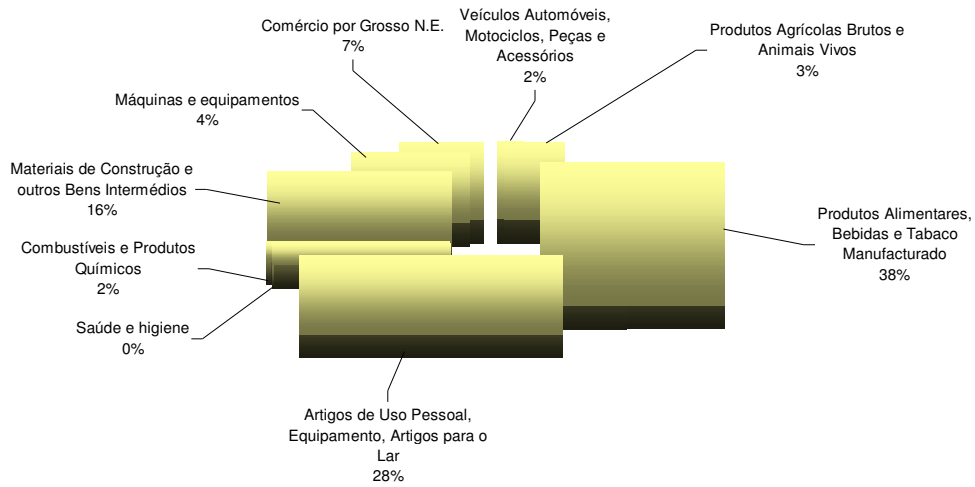 Comércio por Grosso N.E.
7%
Veículos Automóveis,
Motociclos, Peças e
Acessórios
2%
Produtos Agrícolas Brutos e
Animais Vivos
3%
Máquinas e equipamentos
4%
Materiais de Construção e
outros Bens Intermédios
16%
Produtos Alimentares,
Bebidas e Tabaco
Manufacturado
38%
Combustíveis e Produtos
Químicos
2%
Saúde e higiene
0%
Artigos de Uso Pessoal,
Equipamento, Artigos para o
Lar
28%